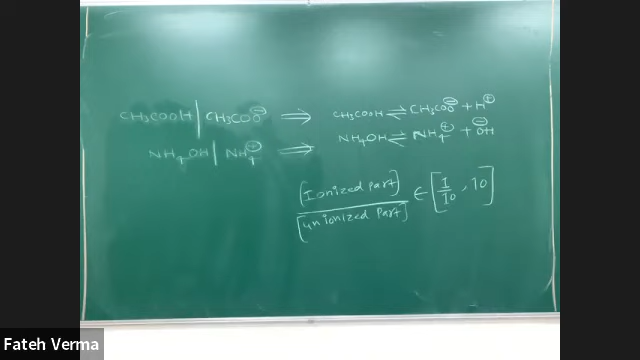 CH3COOH | CH3COO⊖ ⇒ CH3COOH ⇌ CH3COO⊖ + H⊕
NH4OH | NH4⊕ ⇒ NH4OH ⇌ NH4⊕ + ⊖OH
[Ionized part] / [unionized part] ∈ [1/10, 10]
Fateh Verma